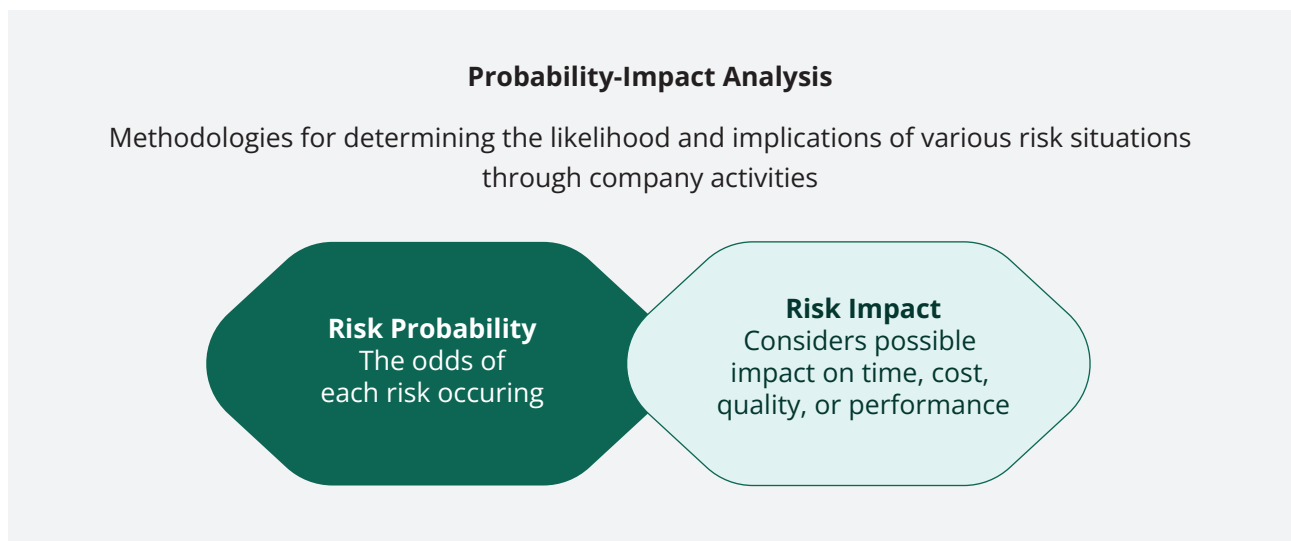 Probability-Impact Analysis
Methodologies for determining the likelihood and implications of various risk situations
through company activities
Risk Probability
The odds of
each risk occuring
Risk Impact
Considers possible
impact on time, cost,
quality, or performance